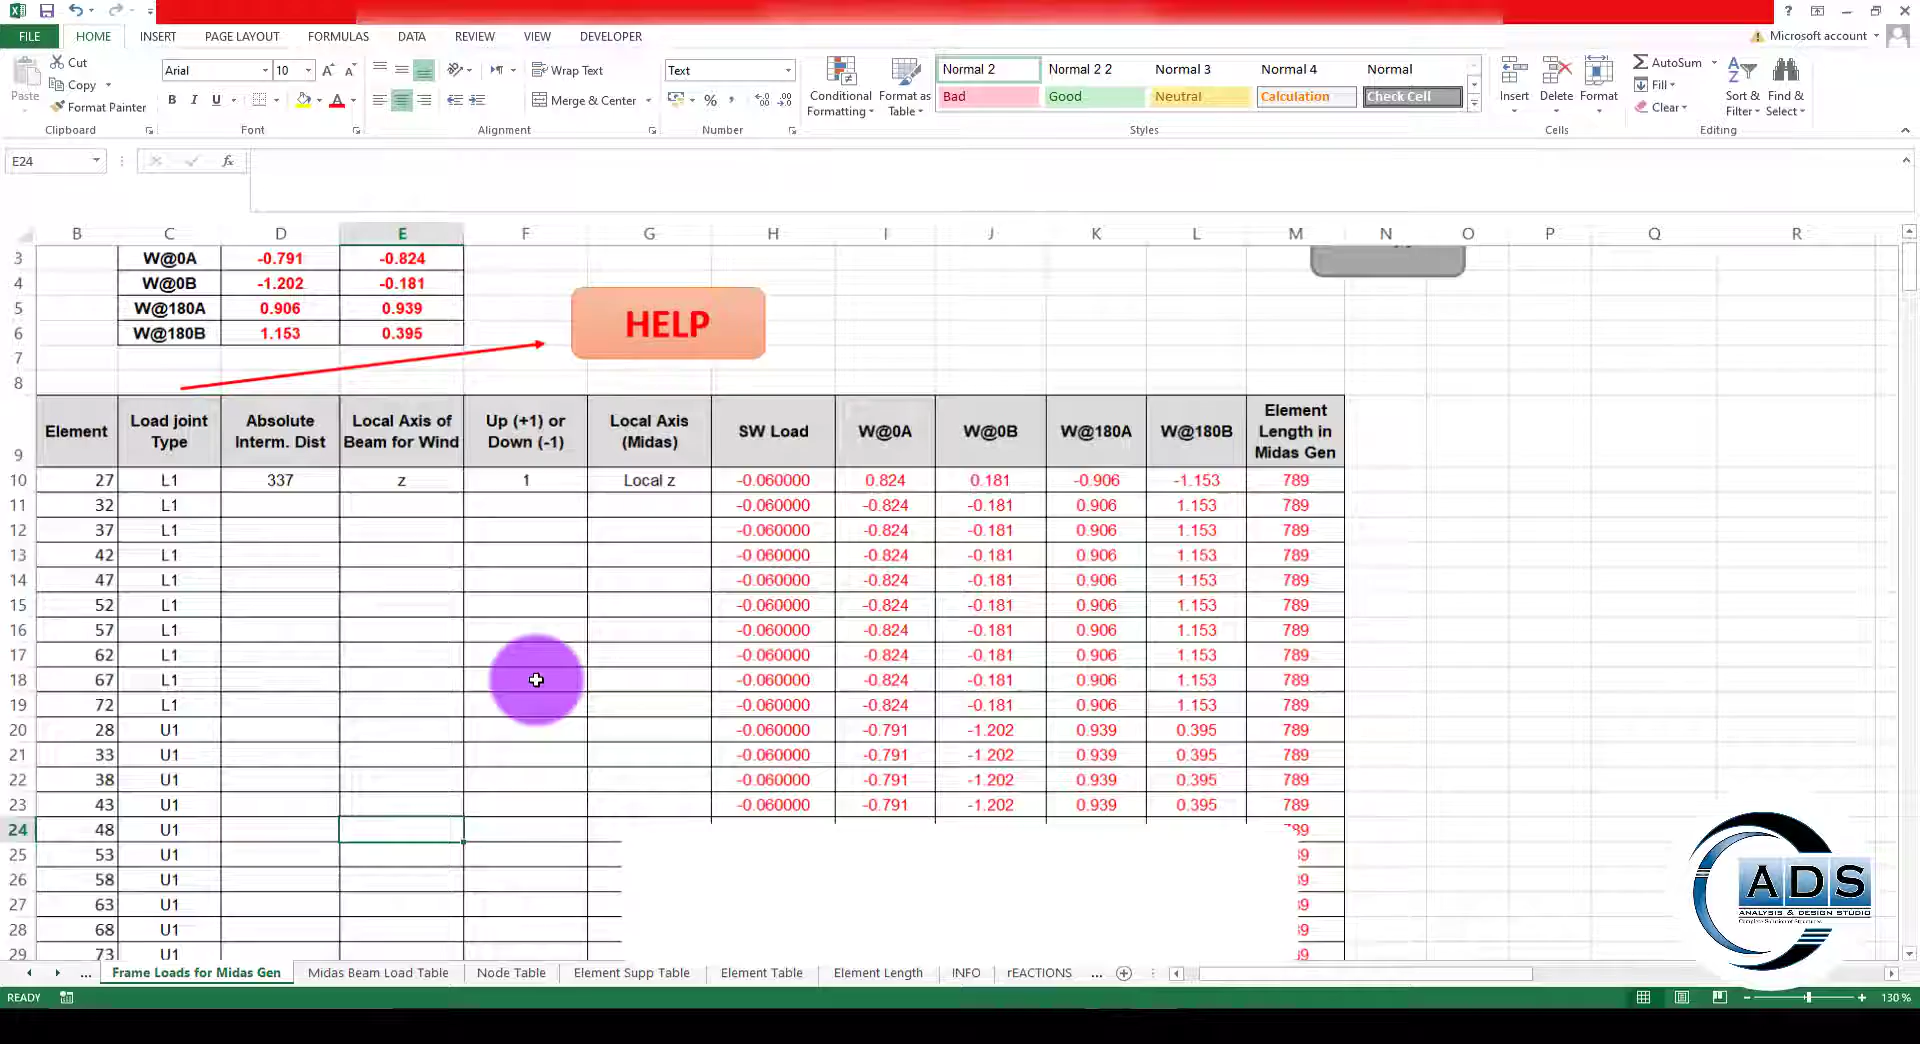 FILE HOME INSERT PAGE LAYOUT FORMULAS DATA REVIEW VIEW DEVELOPER Microsoft account
Paste Cut Copy Format Painter Clipboard
Arial 10 B I U Font
Wrap Text Merge & Center Alignment
Text % Number
Conditional Formatting Format as Table
Normal 2 Normal 2 2 Normal 3 Normal 4 Normal
Bad Good Neutral Calculation Check Cell
Styles
Insert Delete Format Cells
AutoSum Fill Clear Sort & Filter Find & Select Editing
E24 fx
B C D E F G H I J K L M N O P Q R
3 W@0A -0.791 -0.824
4 W@0B -1.202 -0.181
5 W@180A 0.906 0.939
6 W@180B 1.153 0.395
HELP
7
8
9 Element Load joint Type Absolute Interm. Dist Local Axis of Beam for Wind Up (+1) or Down (-1) Local Axis (Midas) SW Load W@0A W@0B W@180A W@180B Element Length in Midas Gen
10 27 L1 337 z 1 Local z -0.060000 0.824 0.181 -0.906 -1.153 789
11 32 L1 -0.060000 -0.824 -0.181 0.906 1.153 789
12 37 L1 -0.060000 -0.824 -0.181 0.906 1.153 789
13 42 L1 -0.060000 -0.824 -0.181 0.906 1.153 789
14 47 L1 -0.060000 -0.824 -0.181 0.906 1.153 789
15 52 L1 -0.060000 -0.824 -0.181 0.906 1.153 789
16 57 L1 -0.060000 -0.824 -0.181 0.906 1.153 789
17 62 L1 -0.060000 -0.824 -0.181 0.906 1.153 789
18 67 L1 -0.060000 -0.824 -0.181 0.906 1.153 789
19 72 L1 -0.060000 -0.824 -0.181 0.906 1.153 789
20 28 U1 -0.060000 -0.791 -1.202 0.939 0.395 789
21 33 U1 -0.060000 -0.791 -1.202 0.939 0.395 789
22 38 U1 -0.060000 -0.791 -1.202 0.939 0.395 789
23 43 U1 -0.060000 -0.791 -1.202 0.939 0.395 789
24 48 U1
25 53 U1
26 58 U1
27 63 U1
28 68 U1
29 73 U1
ADS
ANALYSIS & DESIGN STUDIO
Complete Solution of Structures
... Frame Loads for Midas Gen Midas Beam Load Table Node Table Element Supp Table Element Table Element Length INFO rEACTIONS ...
READY 130 %